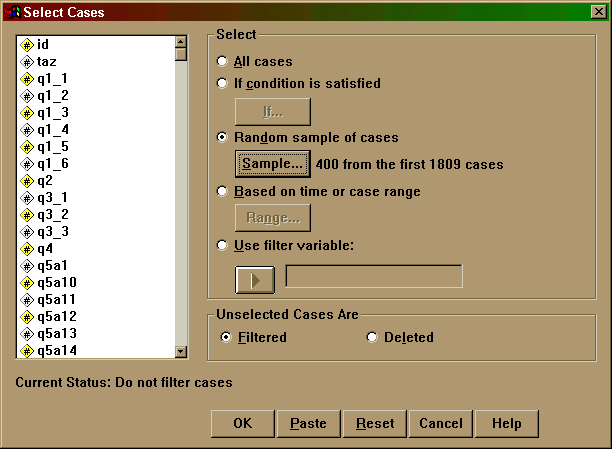 Select Cases
# id
# taz
# q1_1
# q1_2
# q1_3
# q1_4
# q1_5
# q1_6
# q2
# q3_1
# q3_2
# q3_3
# q4
# q5a1
# q5a10
# q5a11
# q5a12
# q5a13
# q5a14
Select
All cases
If condition is satisfied
If...
Random sample of cases
Sample... 400 from the first 1809 cases
Based on time or case range
Range...
Use filter variable:
Unselected Cases Are
Filtered Deleted
Current Status: Do not filter cases
OK Paste Reset Cancel Help